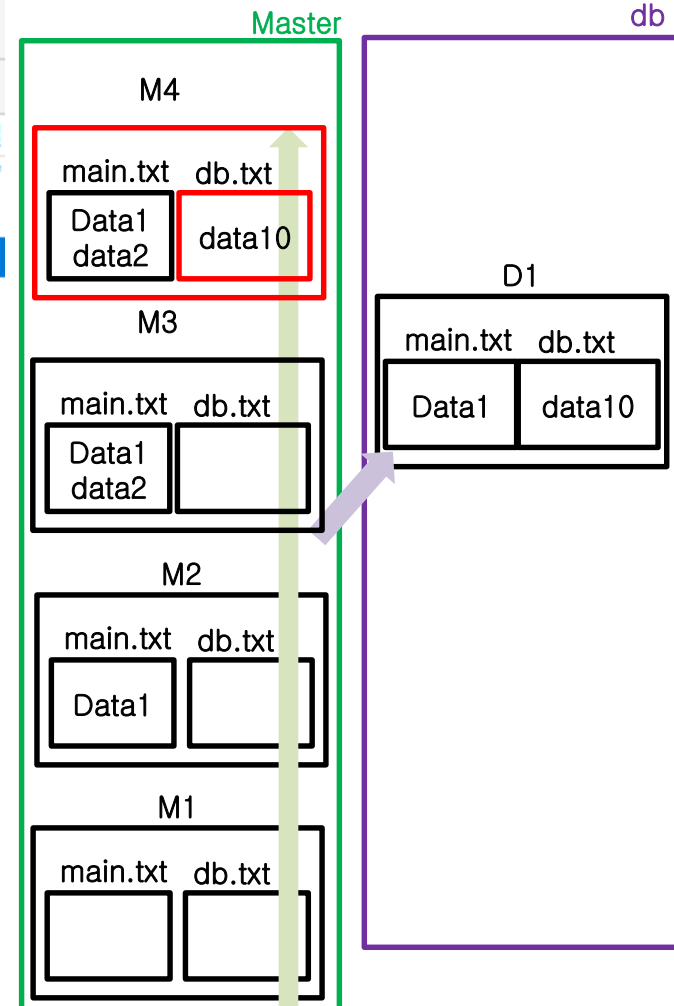 Master
db
M4
main.txt
db.txt
Data1
data2
data10
M3
main.txt
db.txt
Data1
data2
M2
main.txt
db.txt
Data1
M1
main.txt
db.txt
D1
main.txt
db.txt
Data1
data10